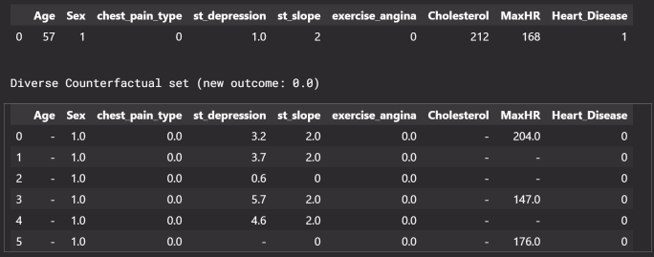 Age Sex chest_pain_type st_depression st_slope exercise_angina Cholesterol MaxHR Heart_Disease
0 57 1 0 1.0 2 0 212 168 1
Diverse Counterfactual set (new outcome: 0.0)
Age Sex chest_pain_type st_depression st_slope exercise_angina Cholesterol MaxHR Heart_Disease
0 - 1.0 0.0 3.2 2.0 0.0 - 204.0 0
1 - 1.0 0.0 3.7 2.0 0.0 - - 0
2 - 1.0 0.0 0.6 0 0.0 - - 0
3 - 1.0 0.0 5.7 2.0 0.0 - 147.0 0
4 - 1.0 0.0 4.6 2.0 0.0 - - 0
5 - 1.0 0.0 - 0 0.0 - 176.0 0